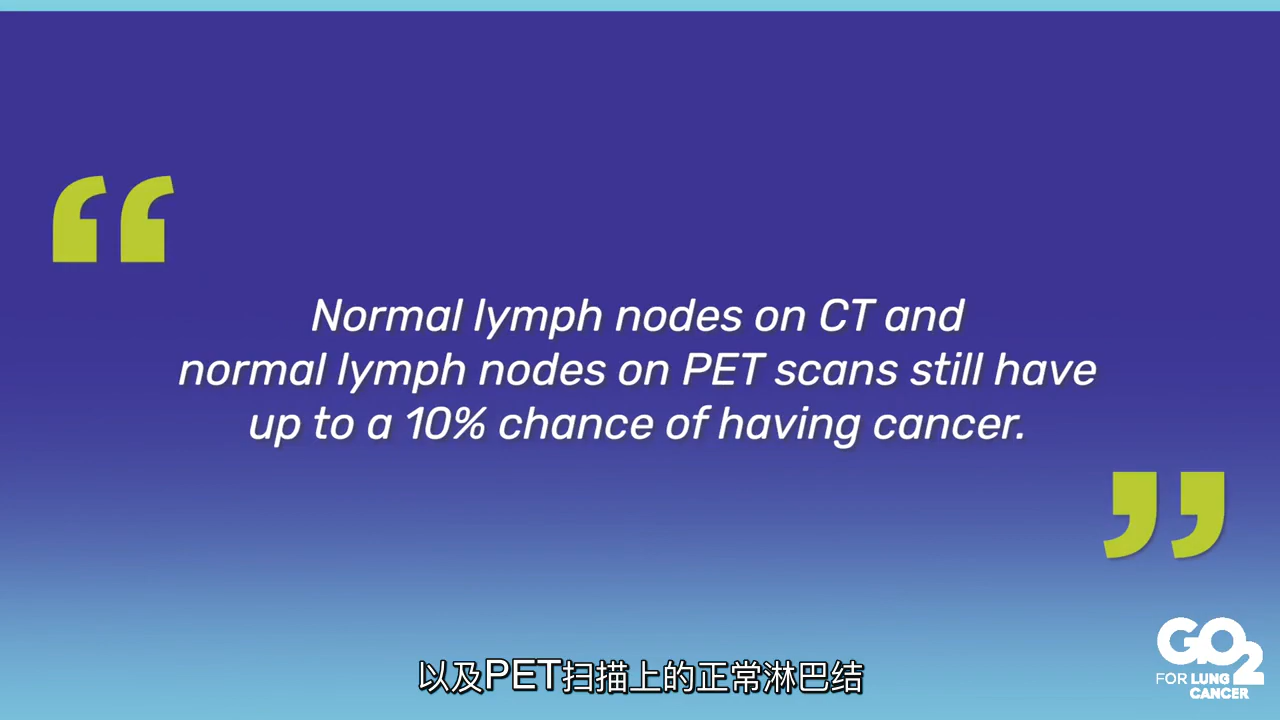 Normal lymph nodes on CT and
normal lymph nodes on PET scans still have
up to a 10% chance of having cancer.
GO2
FOR LUNG
CANCER
以及PET扫描上的正常淋巴结